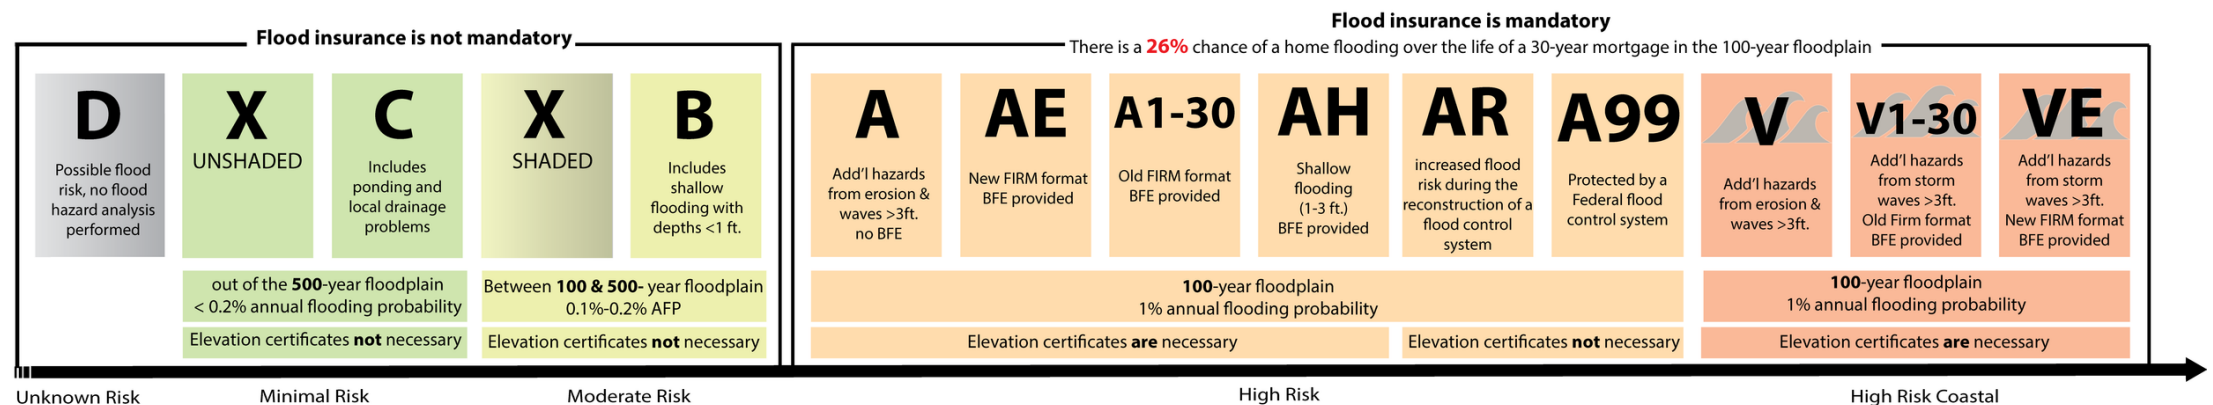 Flood insurance is not mandatory
Flood insurance is mandatory
There is a 26% chance of a home flooding over the life of a 30-year mortgage in the 100-year floodplain
D
Possible flood
risk, no flood
hazard analysis
performed
X
UNSHADED
C
Includes
ponding and
local drainage
problems
X
SHADED
B
Includes
shallow
flooding with
depths <1 ft.
A
Add'l hazards
from erosion &
waves >3ft.
no BFE
AE
New FIRM format
BFE provided
A1-30
Old FIRM format
BFE provided
AH
Shallow
flooding
(1-3 ft.)
BFE provided
AR
increased flood
risk during the
reconstruction of a
flood control
system
A99
Protected by a
Federal flood
control system
V
Add'l hazards
from erosion &
waves >3ft.
V1-30
Add'l hazards
from storm
waves >3ft.
Old Firm format
BFE provided
VE
Add'l hazards
from storm
waves >3ft.
New FIRM format
BFE provided
out of the 500-year floodplain
< 0.2% annual flooding probability
Between 100 & 500- year floodplain
0.1%-0.2% AFP
100-year floodplain
1% annual flooding probability
100-year floodplain
1% annual flooding probability
Elevation certificates not necessary
Elevation certificates not necessary
Elevation certificates are necessary
Elevation certificates not necessary
Elevation certificates are necessary
Unknown Risk
Minimal Risk
Moderate Risk
High Risk
High Risk Coastal